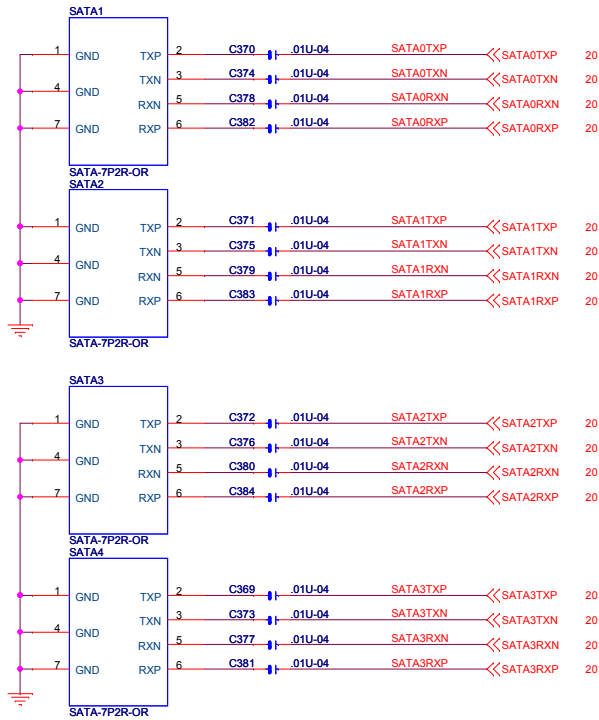 SATA1
1 GND TXP 2 C370 .01U-04 SATA0TXP SATA0TXP 20
TXN 3 C374 .01U-04 SATA0TXN SATA0TXN 20
4 GND RXN 5 C378 .01U-04 SATA0RXN SATA0RXN 20
7 GND RXP 6 C382 .01U-04 SATA0RXP SATA0RXP 20
SATA-7P2R-OR
SATA2
1 GND TXP 2 C371 .01U-04 SATA1TXP SATA1TXP 20
TXN 3 C375 .01U-04 SATA1TXN SATA1TXN 20
4 GND RXN 5 C379 .01U-04 SATA1RXN SATA1RXN 20
7 GND RXP 6 C383 .01U-04 SATA1RXP SATA1RXP 20
SATA-7P2R-OR
SATA3
1 GND TXP 2 C372 .01U-04 SATA2TXP SATA2TXP 20
TXN 3 C376 .01U-04 SATA2TXN SATA2TXN 20
4 GND RXN 5 C380 .01U-04 SATA2RXN SATA2RXN 20
7 GND RXP 6 C384 .01U-04 SATA2RXP SATA2RXP 20
SATA-7P2R-OR
SATA4
1 GND TXP 2 C369 .01U-04 SATA3TXP SATA3TXP 20
TXN 3 C373 .01U-04 SATA3TXN SATA3TXN 20
4 GND RXN 5 C377 .01U-04 SATA3RXN SATA3RXN 20
7 GND RXP 6 C381 .01U-04 SATA3RXP SATA3RXP 20
SATA-7P2R-OR